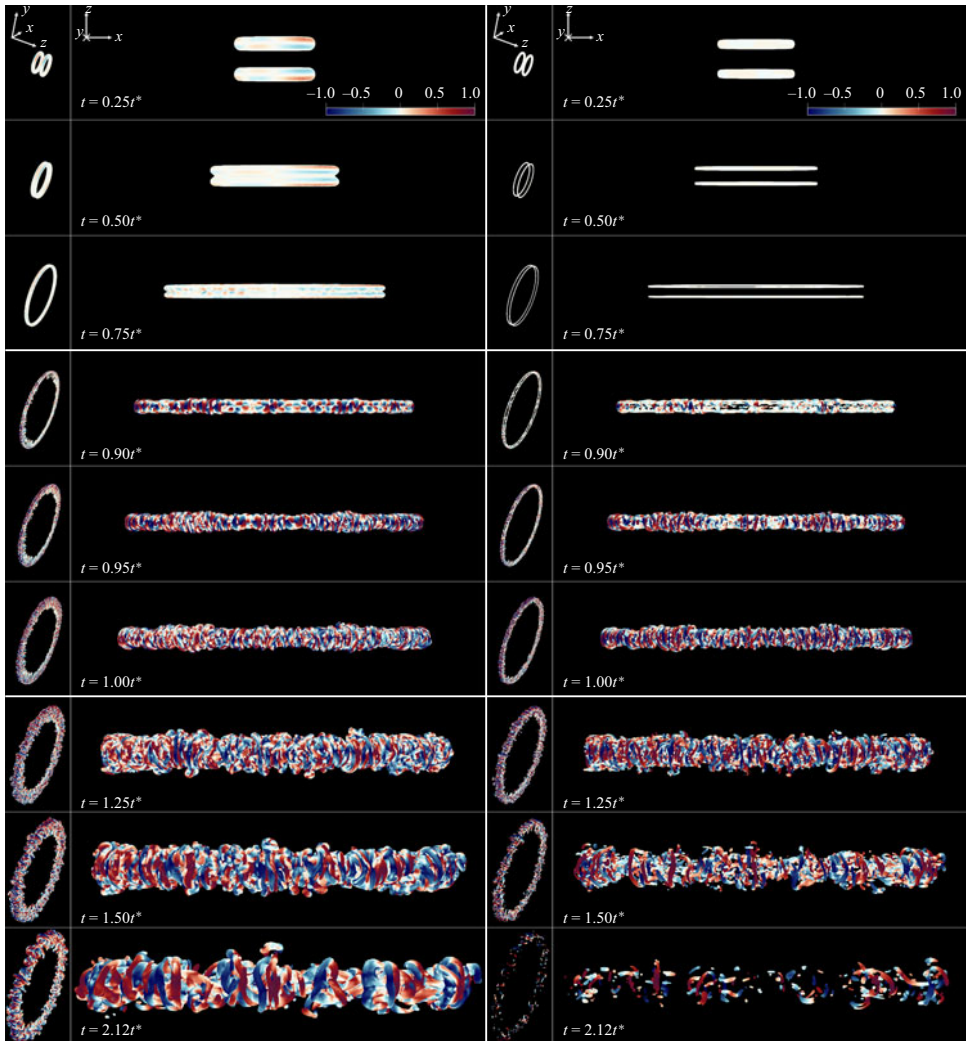 y
x
z
z
y
x
–1.0 –0.5 0 0.5 1.0
t = 0.25t*
y
x
z
z
y
x
–1.0 –0.5 0 0.5 1.0
t = 0.25t*
t = 0.50t*
t = 0.50t*
t = 0.75t*
t = 0.75t*
t = 0.90t*
t = 0.90t*
t = 0.95t*
t = 0.95t*
t = 1.00t*
t = 1.00t*
t = 1.25t*
t = 1.25t*
t = 1.50t*
t = 1.50t*
t = 2.12t*
t = 2.12t*